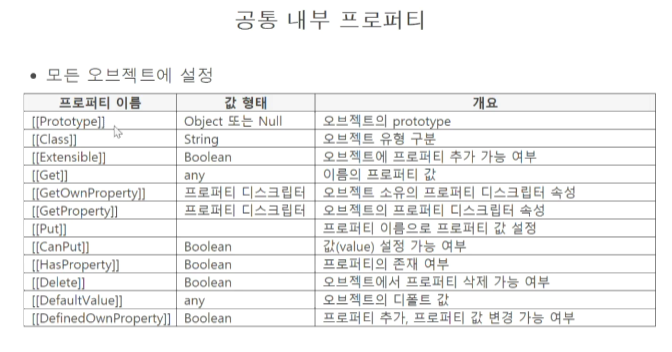 공통 내부 프로퍼티
• 모든 오브젝트에 설정
프로퍼티 이름 값 형태 개요
[[Prototype]] Object 또는 Null 오브젝트의 prototype
[[Class]] String 오브젝트 유형 구분
[[Extensible]] Boolean 오브젝트에 프로퍼티 추가 가능 여부
[[Get]] any 이름의 프로퍼티 값
[[GetOwnProperty]] 프로퍼티 디스크립터 오브젝트 소유의 프로퍼티 디스크립터 속성
[[GetProperty]] 프로퍼티 디스크립터 오브젝트의 프로퍼티 디스크립터 속성
[[Put]] 프로퍼티 이름으로 프로퍼티 값 설정
[[CanPut]] Boolean 값(value) 설정 가능 여부
[[HasProperty]] Boolean 프로퍼티의 존재 여부
[[Delete]] Boolean 오브젝트에서 프로퍼티 삭제 가능 여부
[[DefaultValue]] any 오브젝트의 디폴트 값
[[DefinedOwnProperty]] Boolean 프로퍼티 추가, 프로퍼티 값 변경 가능 여부